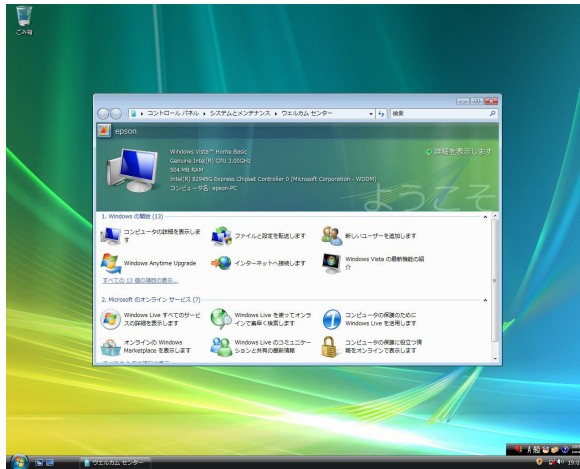 ごみ箱
コントロール パネル ▸ システムとメンテナンス ▸ ウェルカム センター
検索
epson
Windows Vista™ Home Basic
Genuine Intel(R) CPU 3.00GHz
504 MB RAM
Intel(R) 82945G Express Chipset Controller 0 (Microsoft Corporation - WDDM)
コンピュータ名: epson-PC
詳細を表示します
ようこそ
1. Windows の開始 (13)
コンピュータの詳細を表示しま
す
ファイルと設定を転送します
新しいユーザーを追加します
Windows Anytime Upgrade
インターネットへ接続します
Windows Vista の最新機能の紹
介
すべての 13 個の項目の表示...
2. Microsoft のオンライン サービス (7)
Windows Live すべてのサービ
スの詳細を表示します
Windows Live を使ってオンラ
インで素早く検索します
コンピュータの保護のために
Windows Live を活用します
オンラインの Windows
Marketplace を表示します
Windows Live のコミュニケー
ションと共有の最新情報
コンピュータの保護に役立つ情
報をオンラインで表示します
ウェルカム センター
A 般